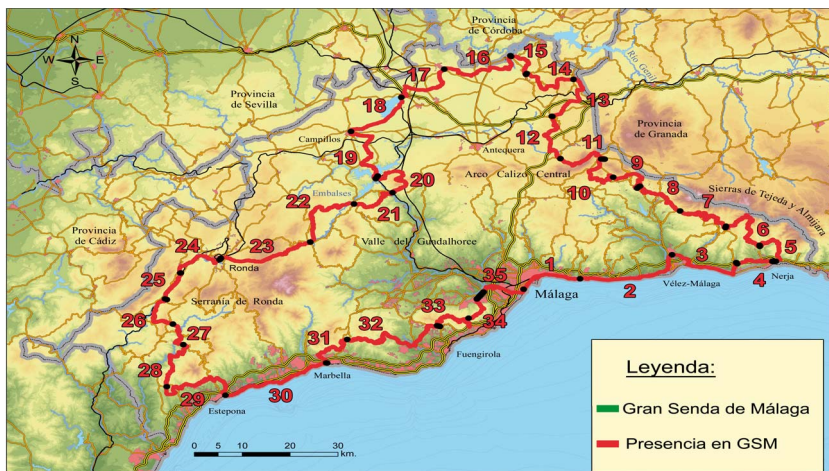 Provincia
de Córdoba
N
W E
S
Provincia
de Sevilla
Río Genil
15
16
14
17
13
18
Provincia
de Granada
Campillos
12
Antequera
11
19
Arco Calizo Central
9
20
10
8
Sierras de Tejeda y Almijara
Embalses
22
21
7
Provincia
de Cádiz
6
24
23
Valle del Guadalhorce
5
Ronda
1
3
25
35
Málaga
2
Vélez-Málaga
4
Nerja
Serranía de Ronda
26
33
34
27
31
32
Fuengirola
28
Marbella
29
30
Estepona
0 5 10 20 30
km.
Leyenda:
Gran Senda de Málaga
Presencia en GSM